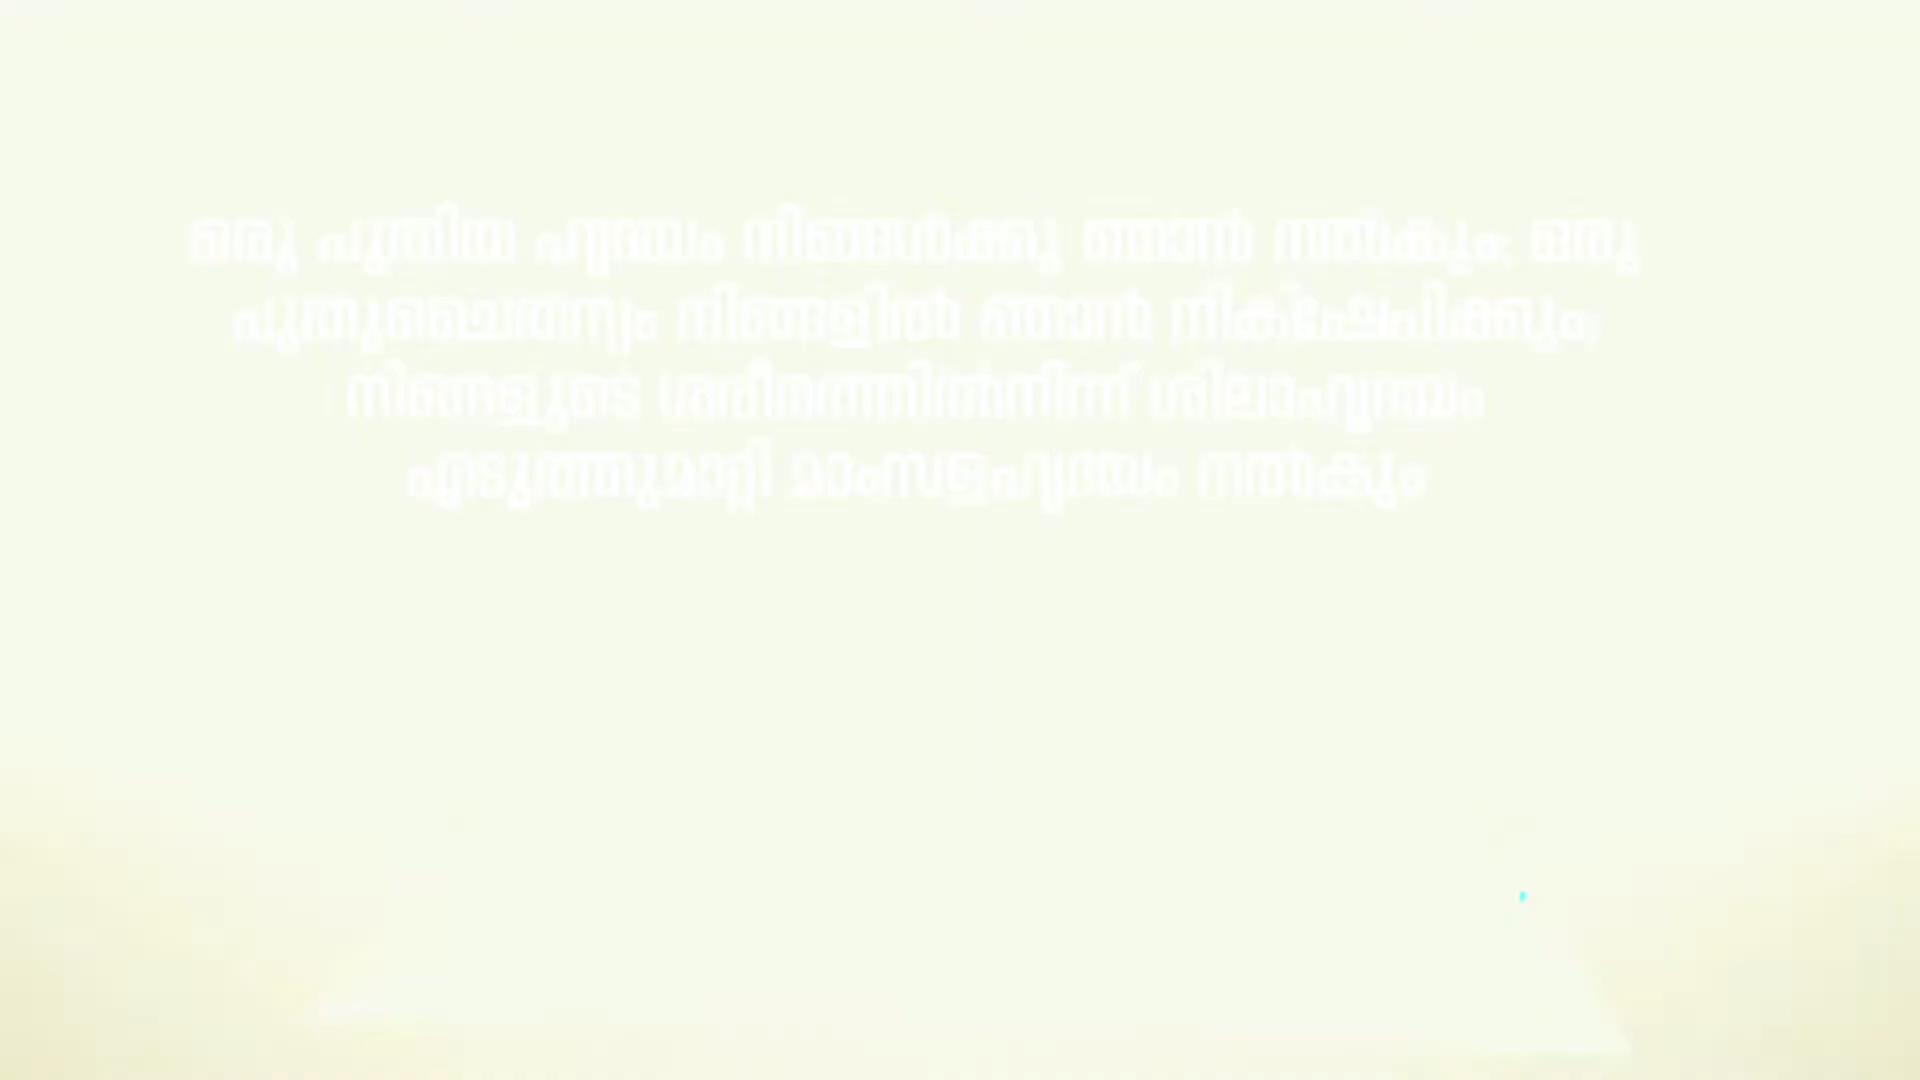 ഒരു പുതിയ ഹൃദയം നിങ്ങൾക്കു ഞാൻ നൽകും; ഒരു
പുതുചൈതന്യം നിങ്ങളിൽ ഞാൻ നിക്ഷേപിക്കും;
നിങ്ങളുടെ ശരീരത്തിൽനിന്ന് ശിലാഹൃദയം
എടുത്തുമാറ്റി മാംസളഹൃദയം നൽകും